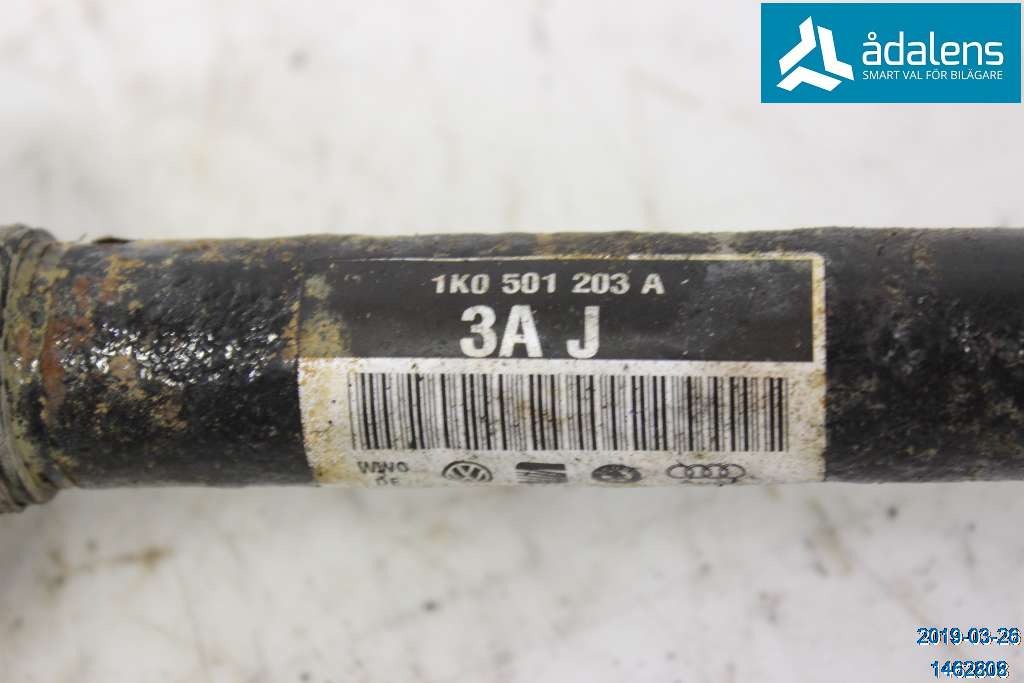 ådalens
SMART VAL FÖR BILÄGARE
1K0 501 203 A
3A J
2019-03-26
1462808